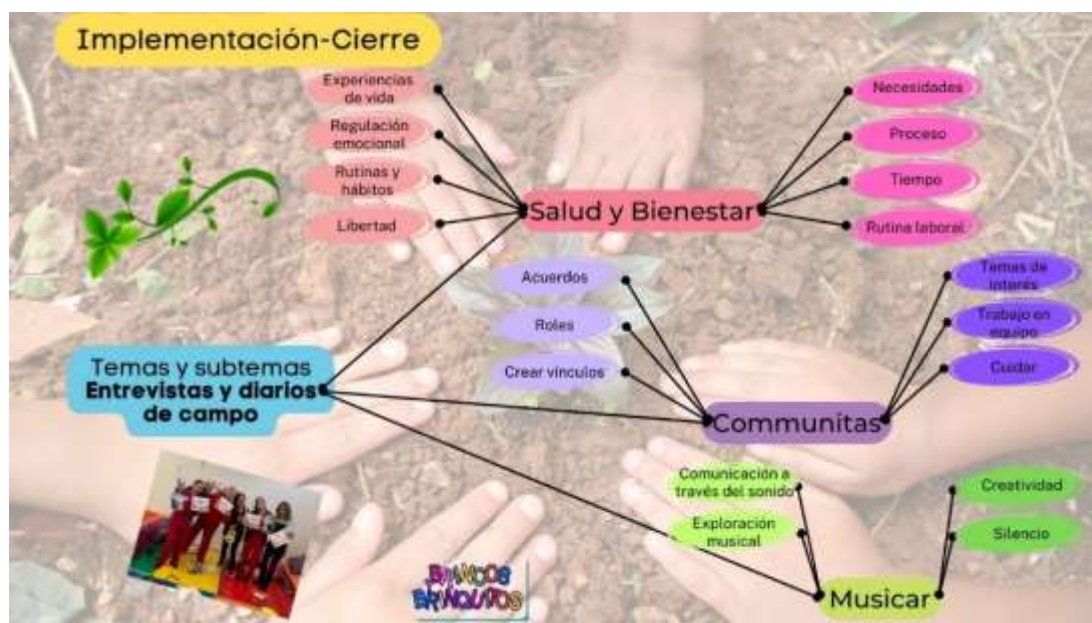 Implementación-Cierre
Experiencias
de vida
Regulación
emocional
Rutinas y
hábitos
Libertad
Salud y Bienestar
Necesidades
Proceso
Tiempo
Rutina laboral
Acuerdos
Roles
Crear vínculos
Communitas
Temas de
interés
Trabajo en
equipo
Cuidar
Temas y subtemas
Entrevistas y diarios
de campo
Comunicación a
través del sonido
Exploración
musical
Musicar
Creatividad
Silencio
BRINCOS
BRINQUITOS